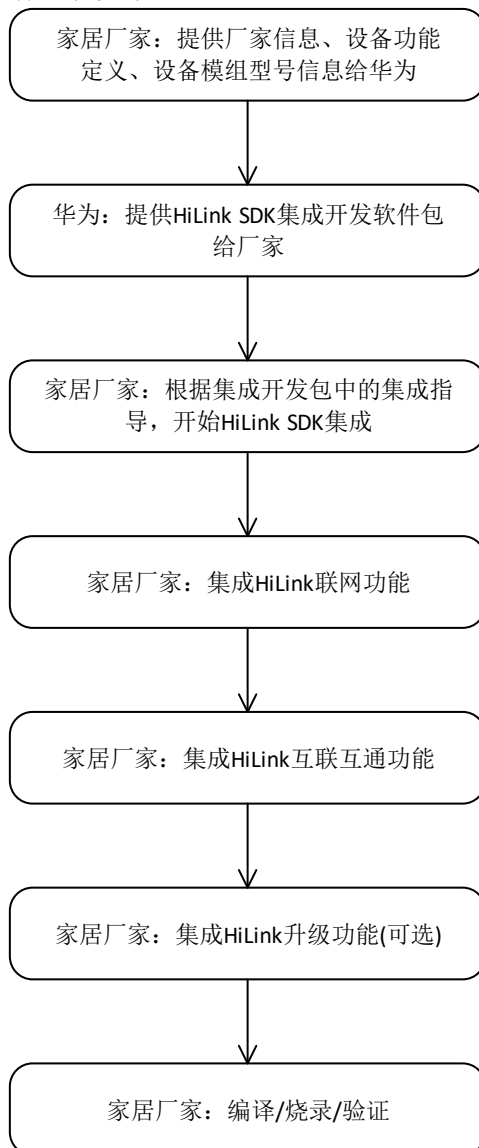 家居厂家：提供厂家信息、设备功能
定义、设备模组型号信息给华为
华为：提供HiLink SDK集成开发软件包
给厂家
家居厂家：根据集成开发包中的集成指
导，开始HiLink SDK集成
家居厂家：集成HiLink联网功能
家居厂家：集成HiLink互联互通功能
家居厂家：集成HiLink升级功能(可选)
家居厂家：编译/烧录/验证